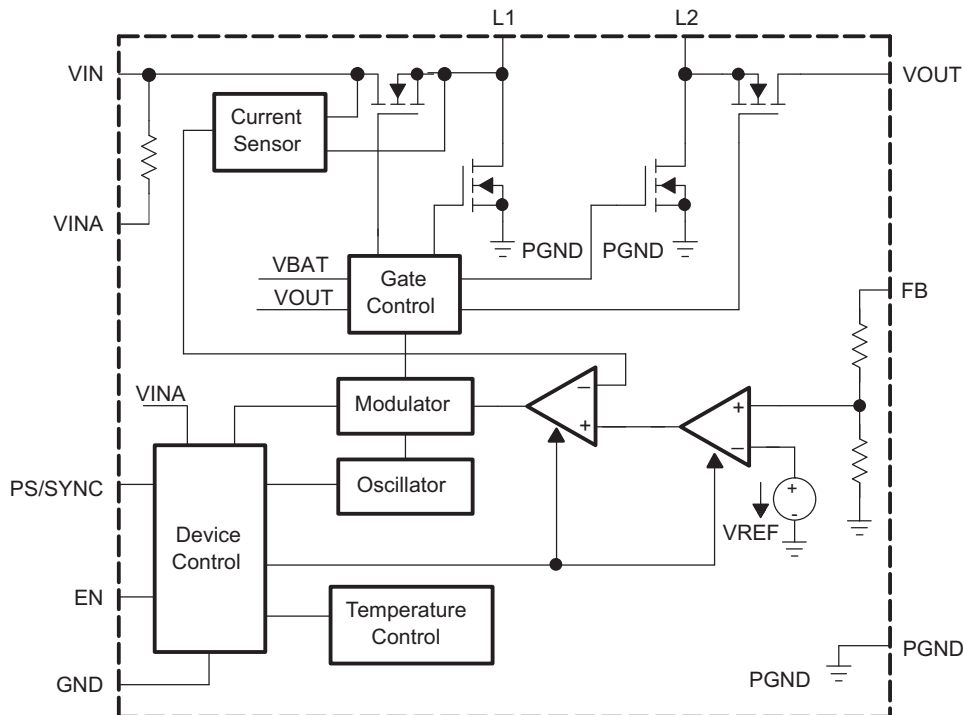 L1
L2
VIN
VOUT
Current
Sensor
VINA
PGND
PGND
VBAT
Gate
Control
VOUT
FB
VINA
Modulator
−
+
+
−
PS/SYNC
Oscillator
+
-
VREF
Device
Control
EN
Temperature
Control
GND
PGND
PGND